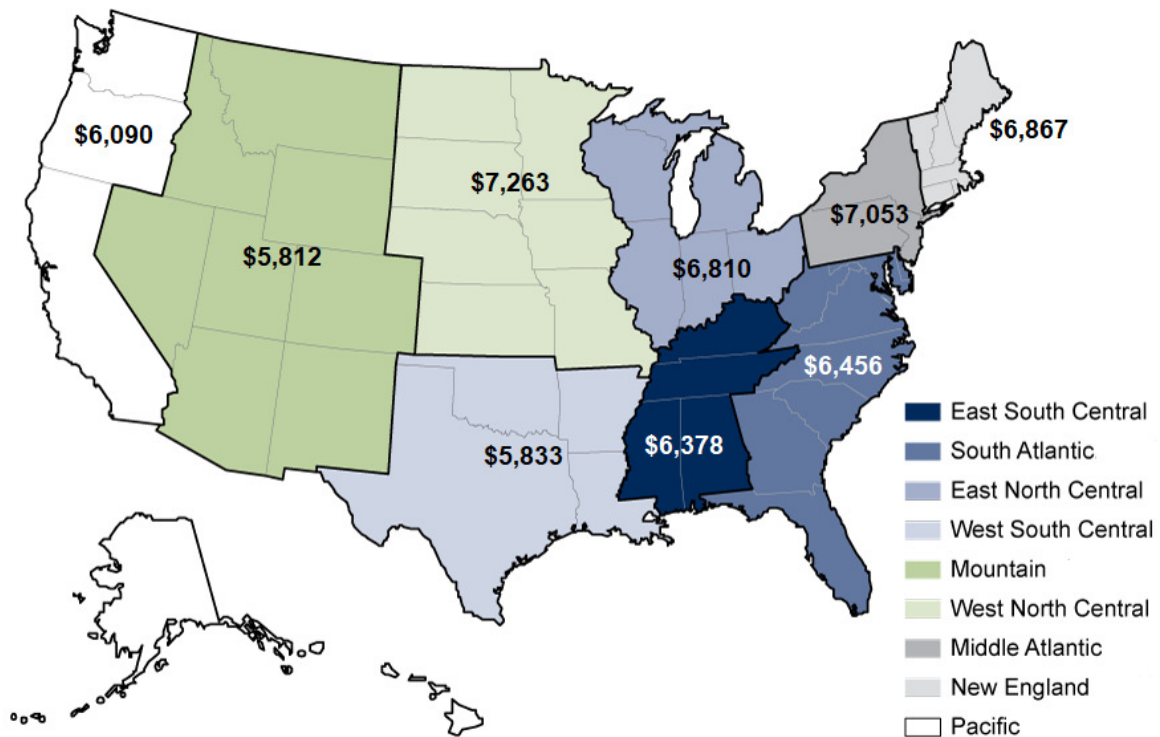 $6,090
$6,867
$7,263
$7,053
$5,812
$6,810
$6,456
$5,833
$6,378
East South Central
South Atlantic
East North Central
West South Central
Mountain
West North Central
Middle Atlantic
New England
Pacific